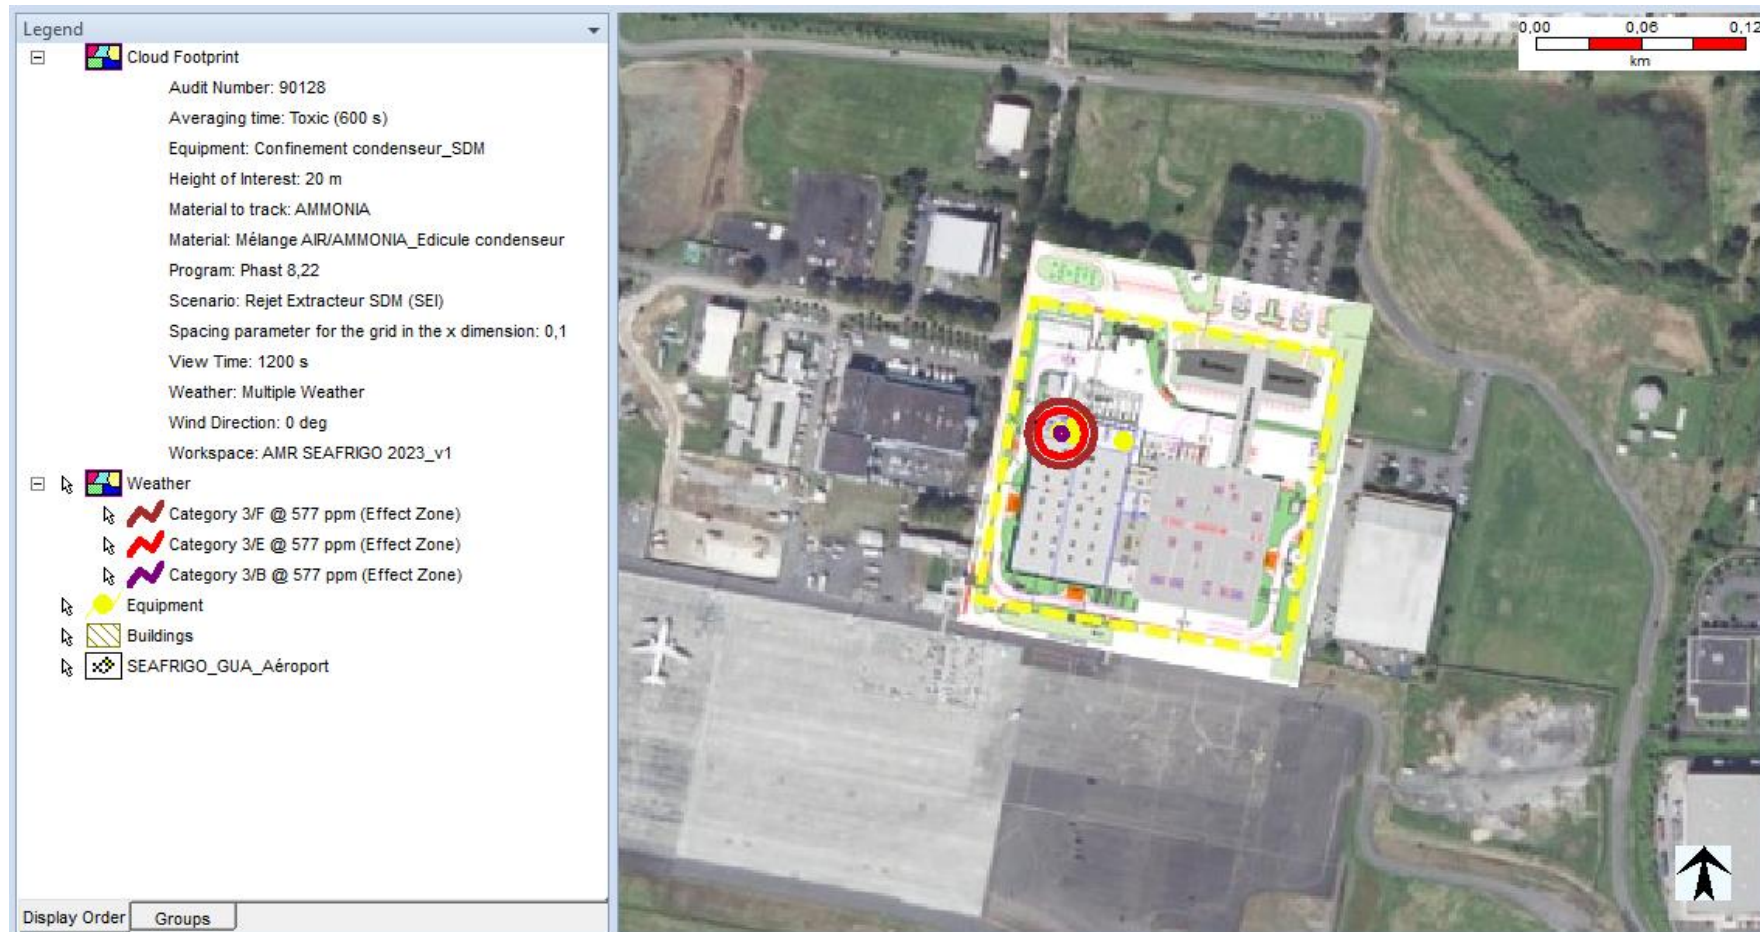 Legend
Cloud Footprint
Audit Number: 90128
Averaging time: Toxic (600 s)
Equipment: Confinement condenseur_SDM
Height of Interest: 20 m
Material to track: AMMONIA
Material: Mélange AIR/AMMONIA_Edicule condenseur
Program: Phast 8,22
Scenario: Rejet Extracteur SDM (SEI)
Spacing parameter for the grid in the x dimension: 0,1
View Time: 1200 s
Weather: Multiple Weather
Wind Direction: 0 deg
Workspace: AMR SEAFRIGO 2023_v1
Weather
Category 3/F @ 577 ppm (Effect Zone)
Category 3/E @ 577 ppm (Effect Zone)
Category 3/B @ 577 ppm (Effect Zone)
Equipment
Buildings
SEAFRIGO_GUA_Aéroport
Display Order Groups
0,00 0,06 0,12
km